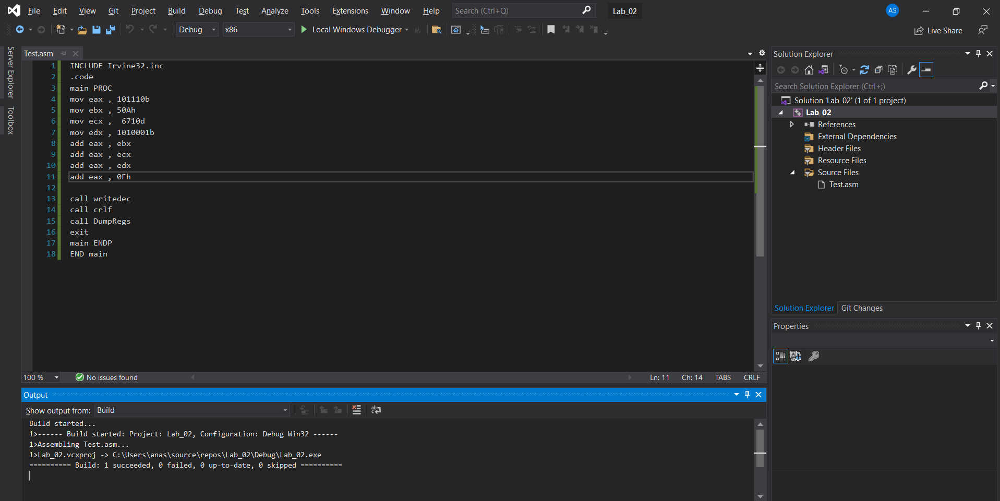 File Edit View Git Project Build Debug Test Analyze Tools Extensions Window Help Search (Ctrl+Q) Lab_02 AS
Debug x86 Local Windows Debugger Live Share
Server Explorer
Toolbox
Test.asm
1 INCLUDE Irvine32.inc
2 .code
3 main PROC
4 mov eax , 101110b
5 mov ebx , 50Ah
6 mov ecx ,  6710d
7 mov edx , 1010001b
8 add eax , ebx
9 add eax , ecx
10 add eax , edx
11 add eax , 0Fh
12
13 call writedec
14 call crlf
15 call DumpRegs
16 exit
17 main ENDP
18 END main
100 % No issues found Ln: 11 Ch: 14 TABS CRLF
Output
Show output from: Build
Build started...
1>------ Build started: Project: Lab_02, Configuration: Debug Win32 ------
1>Assembling Test.asm...
1>Lab_02.vcxproj -> C:\Users\anas\source\repos\Lab_02\Debug\Lab_02.exe
========== Build: 1 succeeded, 0 failed, 0 up-to-date, 0 skipped ==========
Solution Explorer
Search Solution Explorer (Ctrl+;)
Solution 'Lab_02' (1 of 1 project)
Lab_02
References
External Dependencies
Header Files
Resource Files
Source Files
Test.asm
Solution Explorer Git Changes
Properties